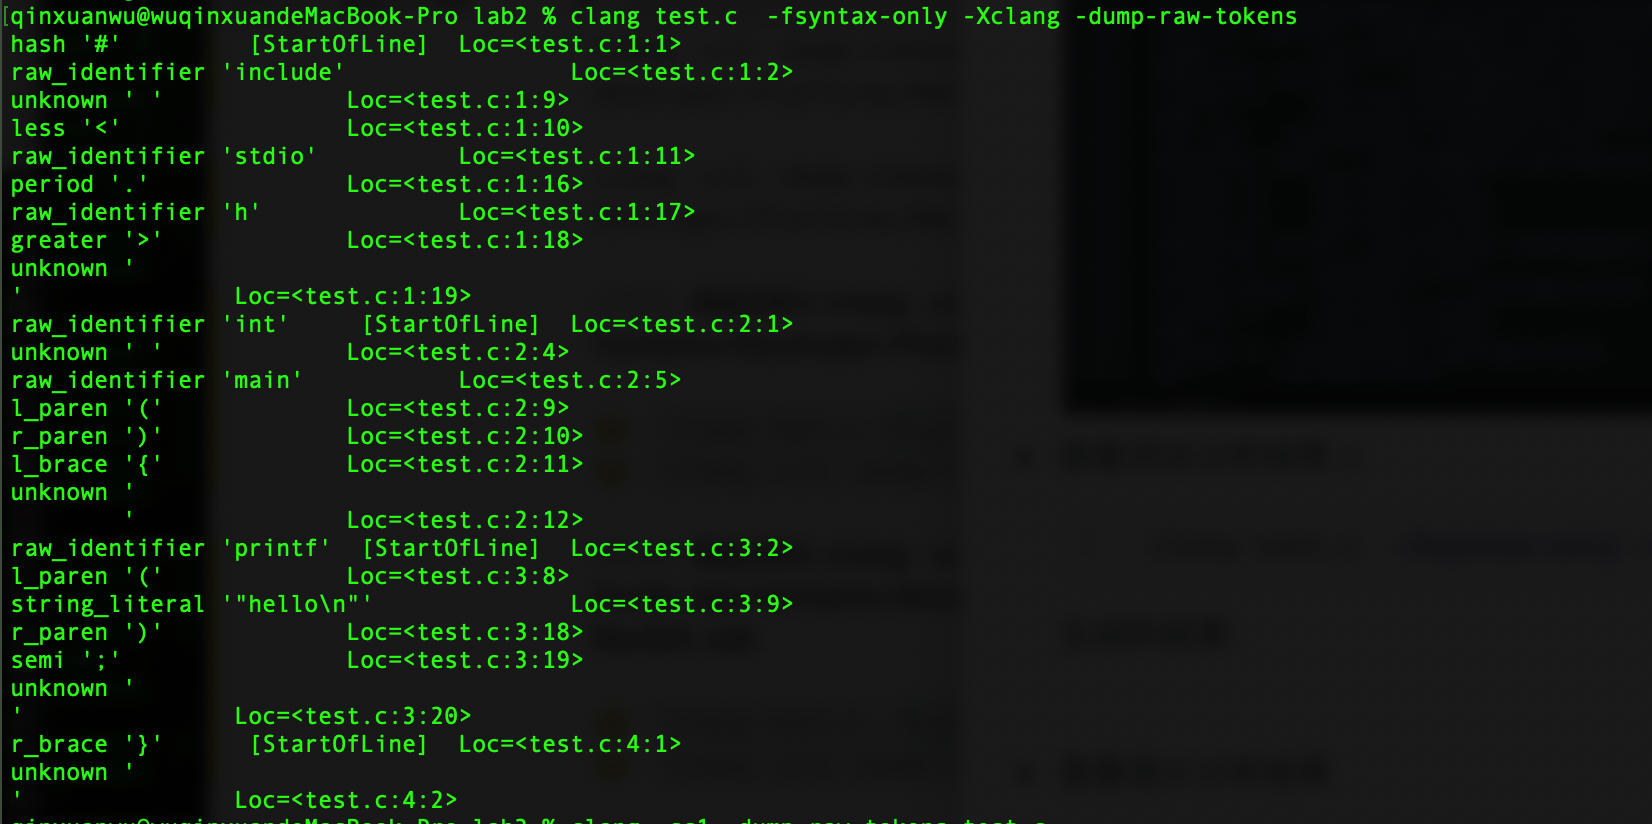 [qinxuanwu@wuqinxuandeMacBook-Pro lab2 % clang test.c  -fsyntax-only -Xclang -dump-raw-tokens
hash '#'          [StartOfLine]  Loc=<test.c:1:1>
raw_identifier 'include'                Loc=<test.c:1:2>
unknown ' '             Loc=<test.c:1:9>
less '<'                Loc=<test.c:1:10>
raw_identifier 'stdio'          Loc=<test.c:1:11>
period '.'              Loc=<test.c:1:16>
raw_identifier 'h'              Loc=<test.c:1:17>
greater '>'             Loc=<test.c:1:18>
unknown '
'               Loc=<test.c:1:19>
raw_identifier 'int'     [StartOfLine]  Loc=<test.c:2:1>
unknown ' '             Loc=<test.c:2:4>
raw_identifier 'main'           Loc=<test.c:2:5>
l_paren '('             Loc=<test.c:2:9>
r_paren ')'             Loc=<test.c:2:10>
l_brace '{'             Loc=<test.c:2:11>
unknown '
        '               Loc=<test.c:2:12>
raw_identifier 'printf'  [StartOfLine]  Loc=<test.c:3:2>
l_paren '('             Loc=<test.c:3:8>
string_literal '"hello\n"'              Loc=<test.c:3:9>
r_paren ')'             Loc=<test.c:3:18>
semi ';'                Loc=<test.c:3:19>
unknown '
'               Loc=<test.c:3:20>
r_brace '}'      [StartOfLine]  Loc=<test.c:4:1>
unknown '
'               Loc=<test.c:4:2>
qinxuanwu@wuqinxuandeMacBook-Pro lab2 % clang